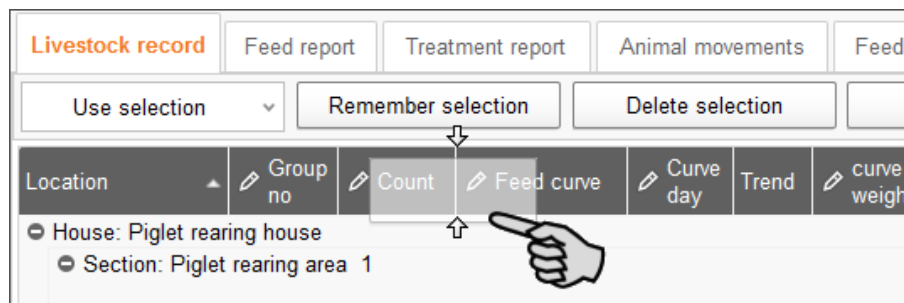 Livestock record Feed report Treatment report Animal movements Feed
Use selection Remember selection Delete selection
Location Group no Count Feed curve Curve day Trend curve weigh
House: Piglet rearing house
Section: Piglet rearing area 1